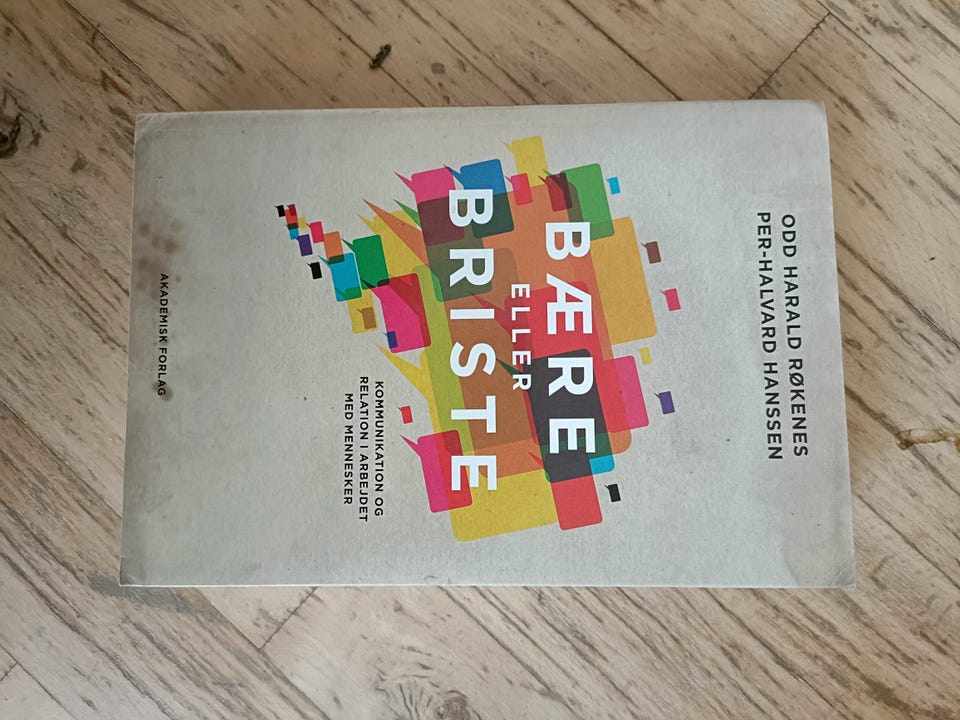 ODD HARALD RØKENES
PER-HALVARD HANSSEN
BÆRE
ELLER
BRISTE
KOMMUNIKATION OG
RELATION I ARBEJDET
MED MENNESKER
AKADEMISK FORLAG